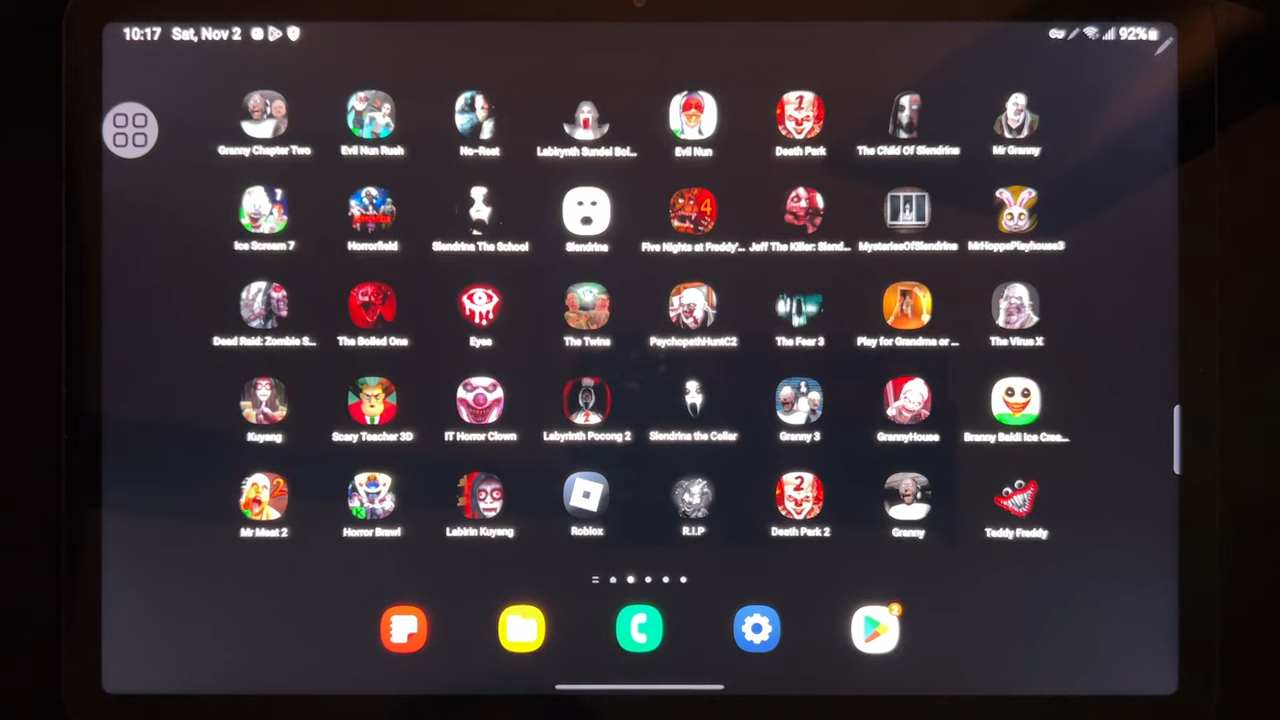 10:17 Sat, Nov 2 92%
Granny Chapter Two Evil Nun Rush No-Rest Labirynth Sundel Bol... Evil Nun Death Park The Child Of Slendrina Mr Granny
Ice Scream 7 Horrorfield Slendrina The School Slendrina Five Nights at Freddy'... Jeff The Killer: Slend... MysteriesOfSlendrina MrHoppsPlayhouse3
Dead Raid: Zombie S... The Boiled One Eyes The Twins PsychopathHuntC2 The Fear 3 Play for Grandma or ... The Virus X
Kuyang Scary Teacher 3D IT Horror Clown Labyrinth Pocong 2 Slendrina the Cellar Granny 3 GrannyHouse Branny Baldi Ice Crea...
Mr Meat 2 Horror Brawl Labirin Kuyang Roblox R.I.P Death Park 2 Granny Teddy Freddy
2